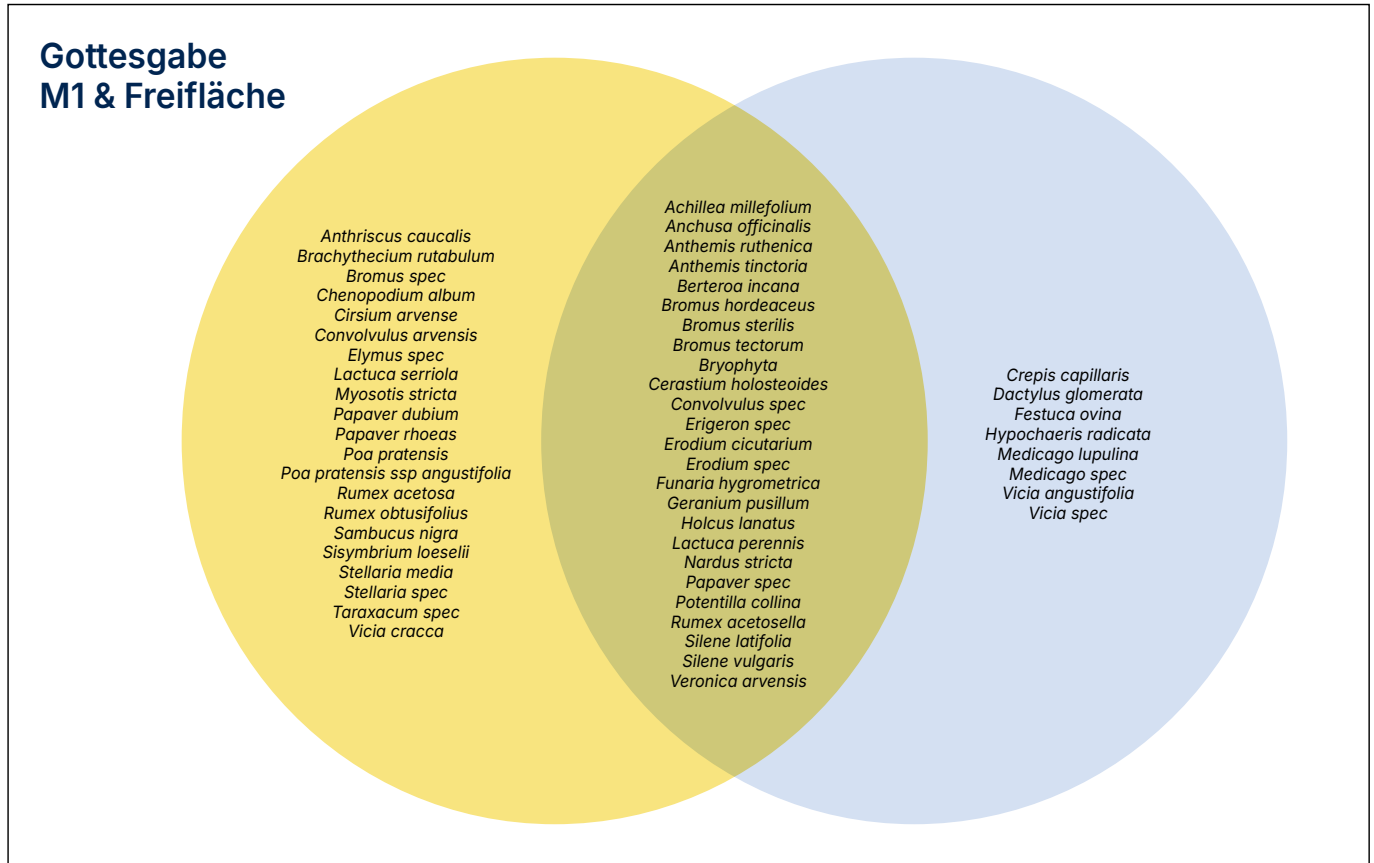 Gottesgabe
M1 & Freifläche
Anthriscus caucalis
Brachythecium rutabulum
Bromus spec
Chenopodium album
Cirsium arvense
Convolvulus arvensis
Elymus spec
Lactuca serriola
Myosotis stricta
Papaver dubium
Papaver rhoeas
Poa pratensis
Poa pratensis ssp angustifolia
Rumex acetosa
Rumex obtusifolius
Sambucus nigra
Sisymbrium loeselii
Stellaria media
Stellaria spec
Taraxacum spec
Vicia cracca
Achillea millefolium
Anchusa officinalis
Anthemis ruthenica
Anthemis tinctoria
Berteroa incana
Bromus hordeaceus
Bromus sterilis
Bromus tectorum
Bryophyta
Cerastium holosteoides
Convolvulus spec
Erigeron spec
Erodium cicutarium
Erodium spec
Funaria hygrometrica
Geranium pusillum
Holcus lanatus
Lactuca perennis
Nardus stricta
Papaver spec
Potentilla collina
Rumex acetosella
Silene latifolia
Silene vulgaris
Veronica arvensis
Crepis capillaris
Dactylus glomerata
Festuca ovina
Hypochaeris radicata
Medicago lupulina
Medicago spec
Vicia angustifolia
Vicia spec